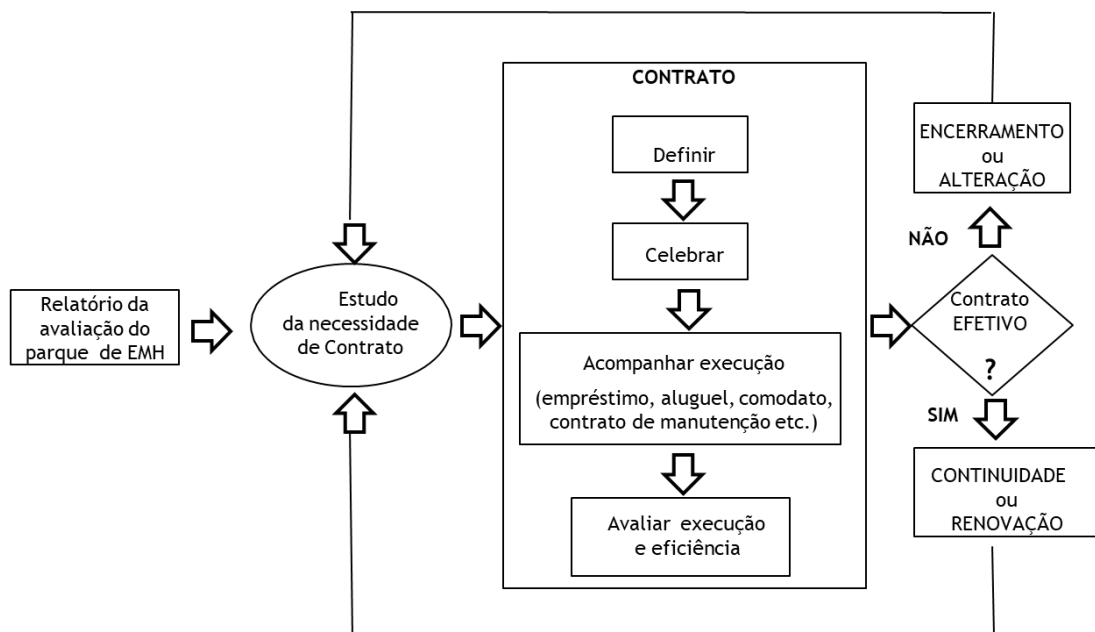 Relatório da
avaliação do
parque de EMH
Estudo
da necessidade
de Contrato
CONTRATO
Definir
Celebrar
Acompanhar execução
(empréstimo, aluguel, comodato,
contrato de manutenção etc.)
Avaliar execução
e eficiência
Contrato
EFETIVO
?
NÃO
ENCERRAMENTO
ou
ALTERAÇÃO
SIM
CONTINUIDADE
ou
RENOVAÇÃO